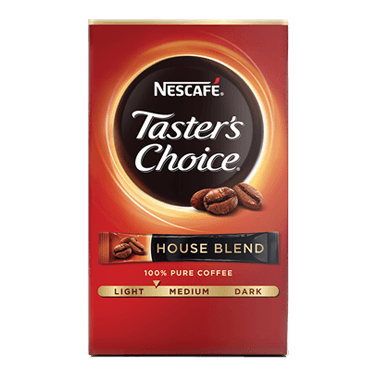 NESCAFÉ®
Taster's
Choice®
HOUSE BLEND
100% PURE COFFEE
LIGHT MEDIUM DARK